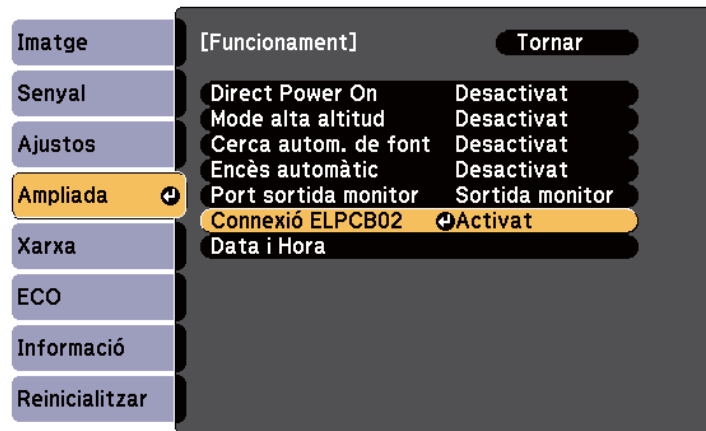 Imatge
Senyal
Ajustos
Ampliada
Xarxa
ECO
Informació
Reinicialitzar
[Funcionament] Tornar
Direct Power On Desactivat
Mode alta altitud Desactivat
Cerca autom. de font Desactivat
Encès automàtic Desactivat
Port sortida monitor Sortida monitor
Connexió ELPCB02 Activat
Data i Hora